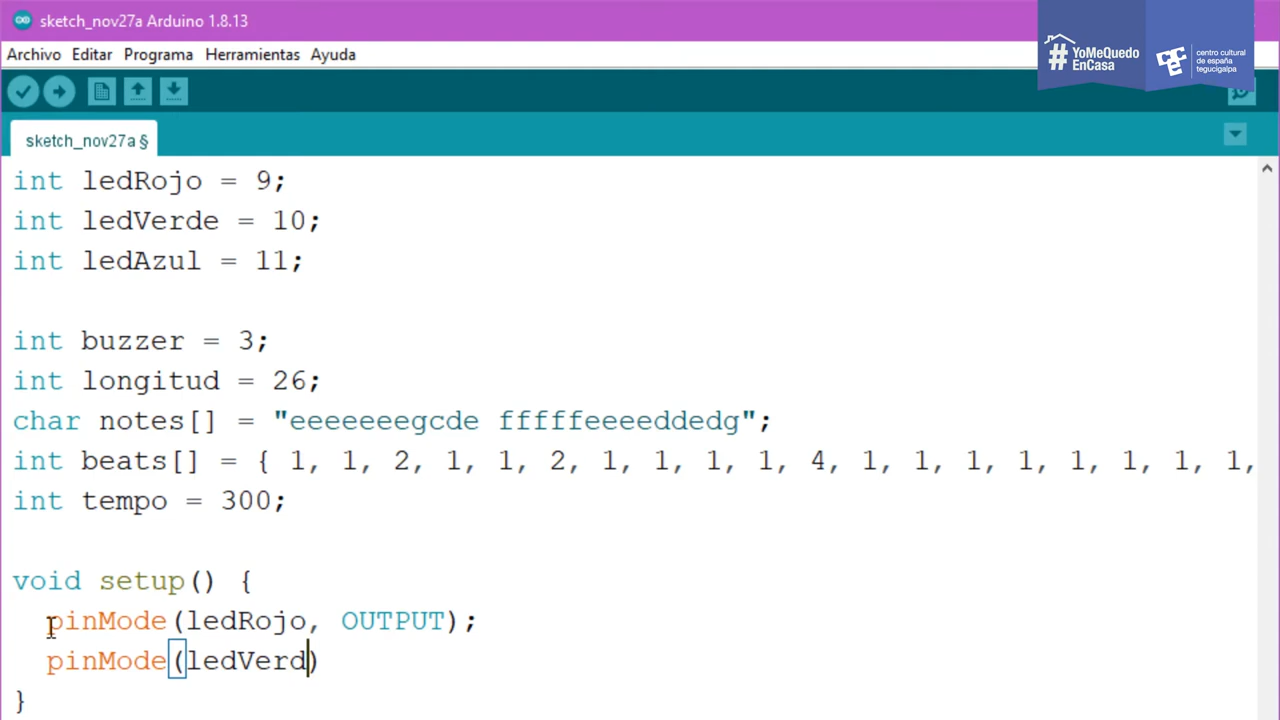 sketch_nov27a Arduino 1.8.13
Archivo Editar Programa Herramientas Ayuda
#YoMeQuedo
EnCasa
cce
centro cultural
de españa
tegucigalpa
sketch_nov27a §
int ledRojo = 9;
int ledVerde = 10;
int ledAzul = 11;
int buzzer = 3;
int longitud = 26;
char notes[] = "eeeeeeegcde fffffeeeeddedg";
int beats[] = { 1, 1, 2, 1, 1, 2, 1, 1, 1, 1, 4, 1, 1, 1, 1, 1, 1, 1, 1,
int tempo = 300;
void setup() {
pinMode(ledRojo, OUTPUT);
pinMode(ledVerd)
}